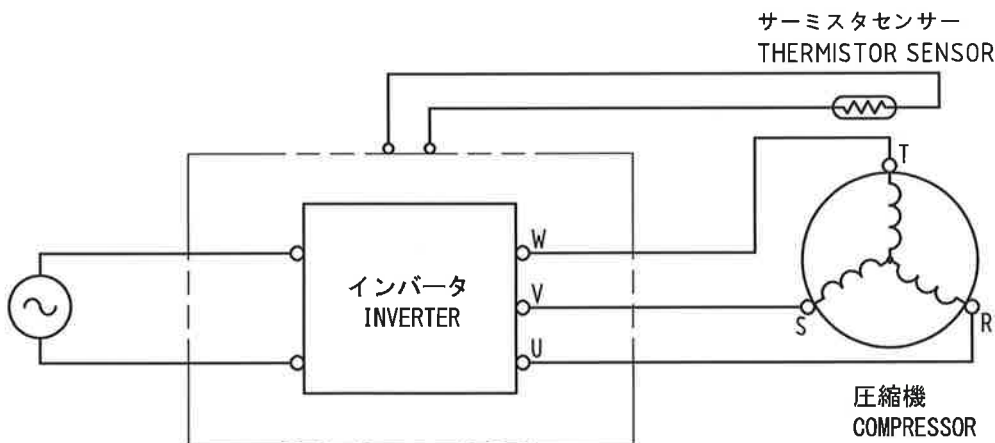 サーミスタセンサー
THERMISTOR SENSOR
T
W
インバータ
INVERTER
V
S
R
U
圧縮機
COMPRESSOR